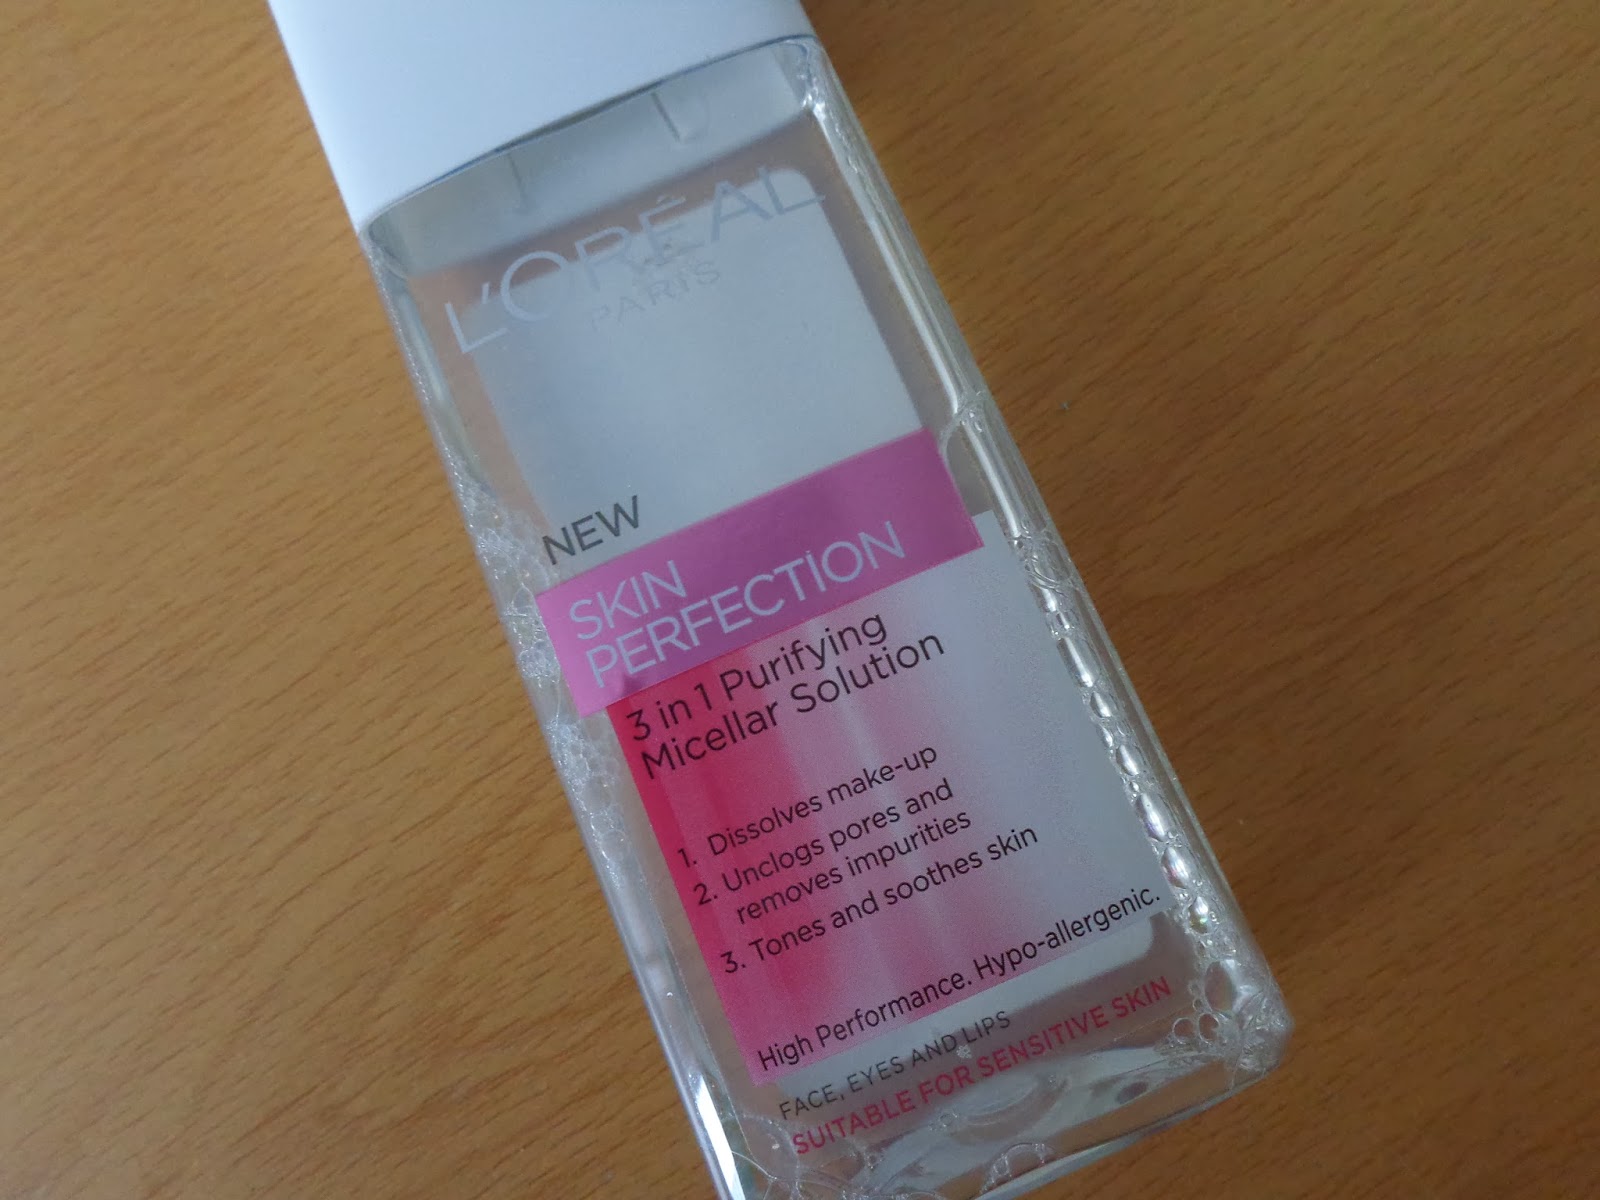 L'ORÉAL
PARIS
NEW
SKIN
PERFECTION
3 in 1 Purifying
Micellar Solution
1. Dissolves make-up
2. Unclogs pores and
removes impurities
3. Tones and soothes skin
High Performance. Hypo-allergenic.
FACE, EYES AND LIPS
SUITABLE FOR SENSITIVE SKIN